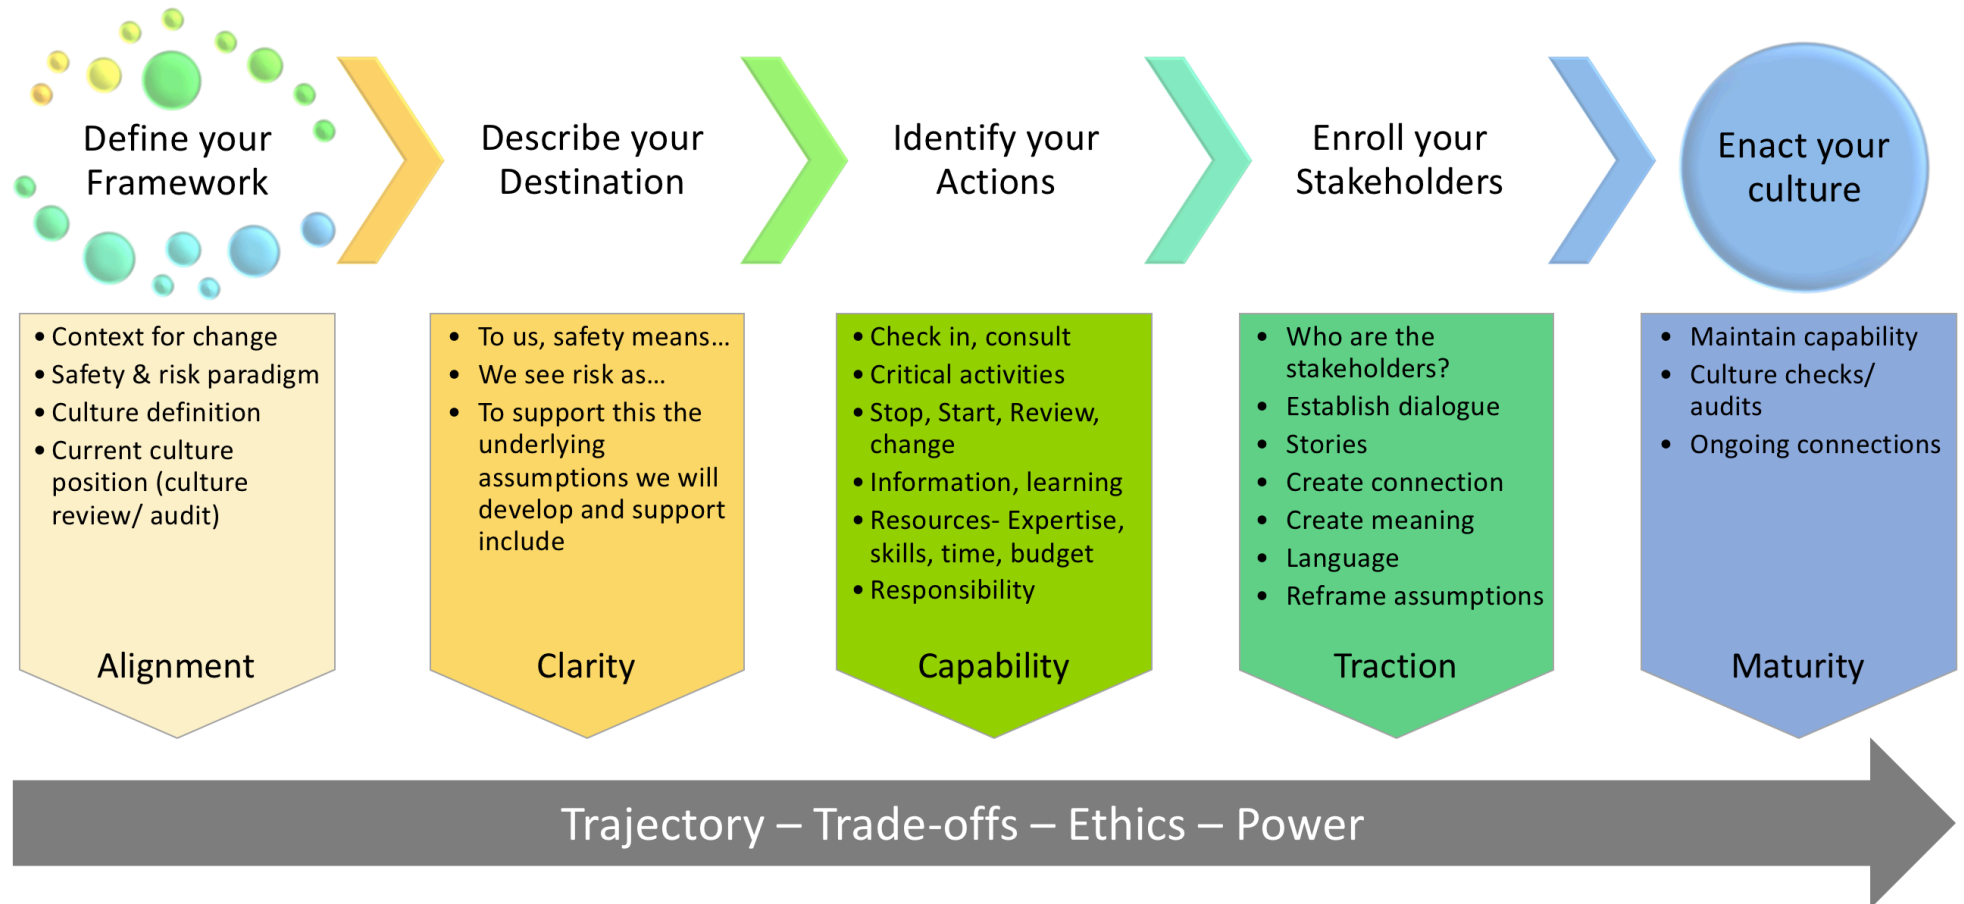 Define your
Framework
Describe your
Destination
Identify your
Actions
Enroll your
Stakeholders
Enact your
culture
• Context for change
• Safety & risk paradigm
• Culture definition
• Current culture
position (culture
review/ audit)
Alignment
• To us, safety means...
• We see risk as...
• To support this the
underlying
assumptions we will
develop and support
include
Clarity
• Check in, consult
• Critical activities
• Stop, Start, Review,
change
• Information, learning
• Resources- Expertise,
skills, time, budget
• Responsibility
Capability
• Who are the
stakeholders?
• Establish dialogue
• Stories
• Create connection
• Create meaning
• Language
• Reframe assumptions
Traction
• Maintain capability
• Culture checks/
audits
• Ongoing connections
Maturity
Trajectory – Trade-offs – Ethics – Power